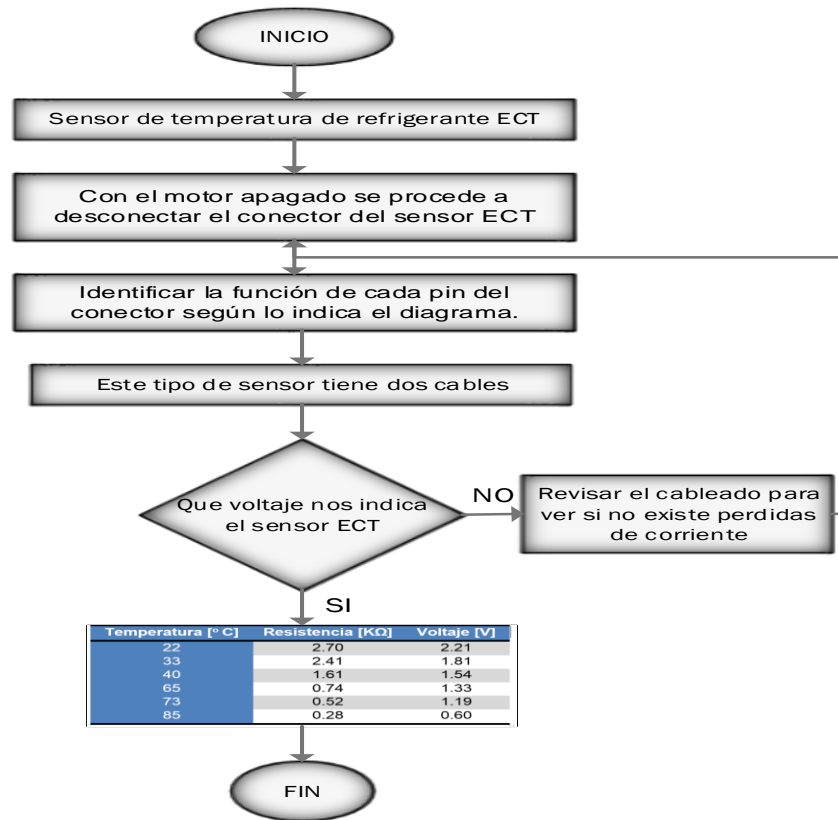 INICIO
Sensor de temperatura de refrigerante ECT
Con el motor apagado se procede a
desconectar el conector del sensor ECT
Identificar la función de cada pin del
conector según lo indica el diagrama.
Este tipo de sensor tiene dos cables
Que voltaje nos indica
el sensor ECT
NO
Revisar el cableado para
ver si no existe perdidas
de corriente
SI
Temperatura [° C] Resistencia [KΩ] Voltaje [V]
22 2.70 2.21
33 2.41 1.81
40 1.61 1.54
65 0.74 1.33
73 0.52 1.19
85 0.28 0.60
FIN